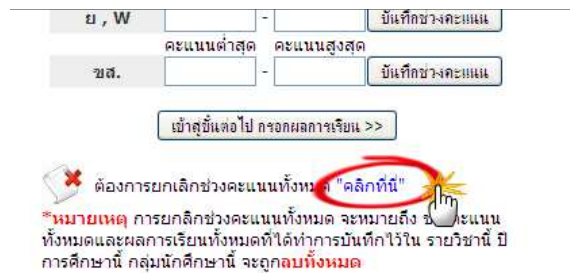 ย , W - บันทึกช่วงคะแนน
คะแนนต่ำสุด คะแนนสูงสุด
ขส. - บันทึกช่วงคะแนน
เข้าสู่ขั้นต่อไป กรอกผลการเรียน >>
ต้องการยกเลิกช่วงคะแนนทั้งหมด "คลิกที่นี่"
*หมายเหตุ การยกลิกช่วงคะแนนทั้งหมด จะหมายถึง ช่วงคะแนน
ทั้งหมดและผลการเรียนทั้งหมดที่ได้ทำการบันทึกไว้ใน รายวิชานี้ ปี
การศึกษานี้ กลุ่มนักศึกษานี้ จะถูกลบทั้งหมด